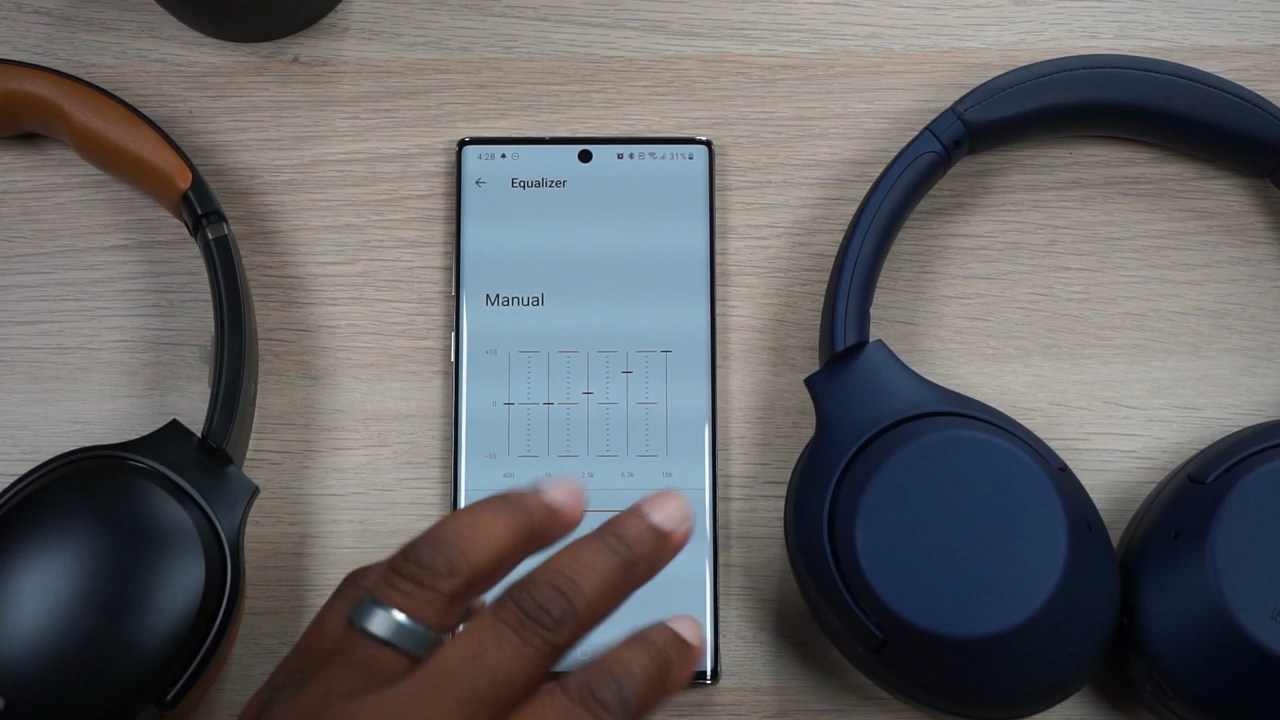 4:28 31%
Equalizer
Manual
+10
0
-10
400 1k 2.5k 6.3k 16k